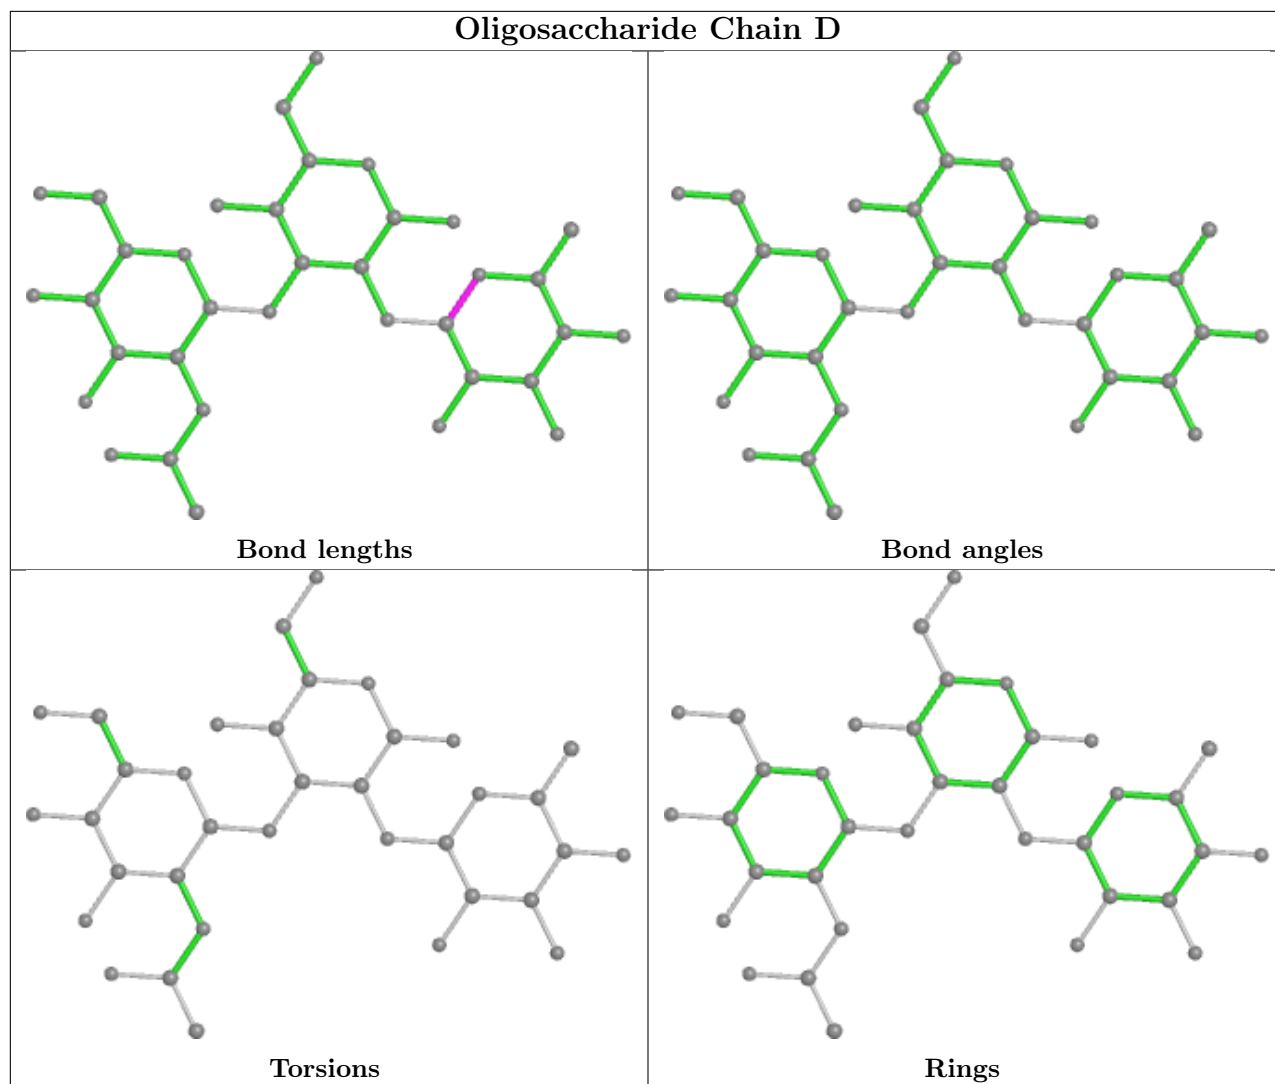 Oligosaccharide Chain D
Bond lengths
Bond angles
Torsions
Rings